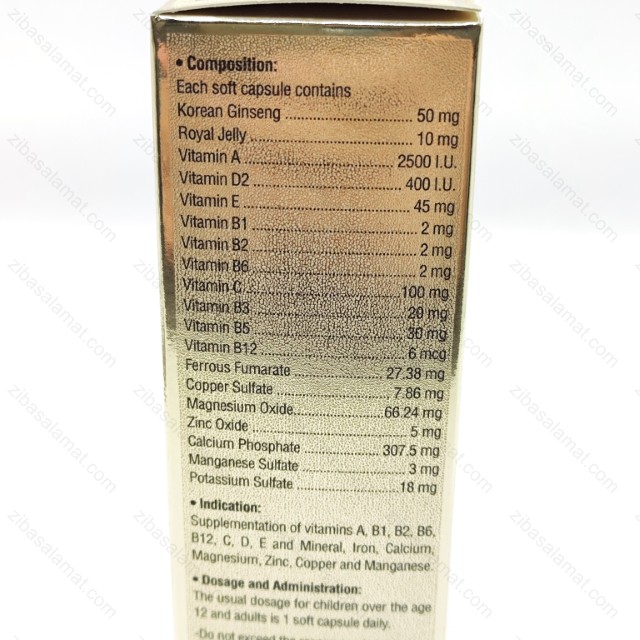 • Composition:
Each soft capsule contains
Korean Ginseng ........ 50 mg
Royal Jelly ........ 10 mg
Vitamin A ........ 2500 I.U.
Vitamin D2 ........ 400 I.U.
Vitamin E ........ 45 mg
Vitamin B1 ........ 2 mg
Vitamin B2 ........ 2 mg
Vitamin B6 ........ 2 mg
Vitamin C ........ 100 mg
Vitamin B3 ........ 20 mg
Vitamin B5 ........ 30 mg
Vitamin B12 ........ 6 mcg
Ferrous Fumarate ........ 27.38 mg
Copper Sulfate ........ 7.86 mg
Magnesium Oxide ........ 66.24 mg
Zinc Oxide ........ 5 mg
Calcium Phosphate ........ 307.5 mg
Manganese Sulfate ........ 3 mg
Potassium Sulfate ........ 18 mg
• Indication:
Supplementation of vitamins A, B1, B2, B6,
B12, C, D, E and Mineral, Iron, Calcium,
Magnesium, Zinc, Copper and Manganese.
• Dosage and Administration:
The usual dosage for children over the age
12 and adults is 1 soft capsule daily.
-Do not exceed the
zibasalamat.com